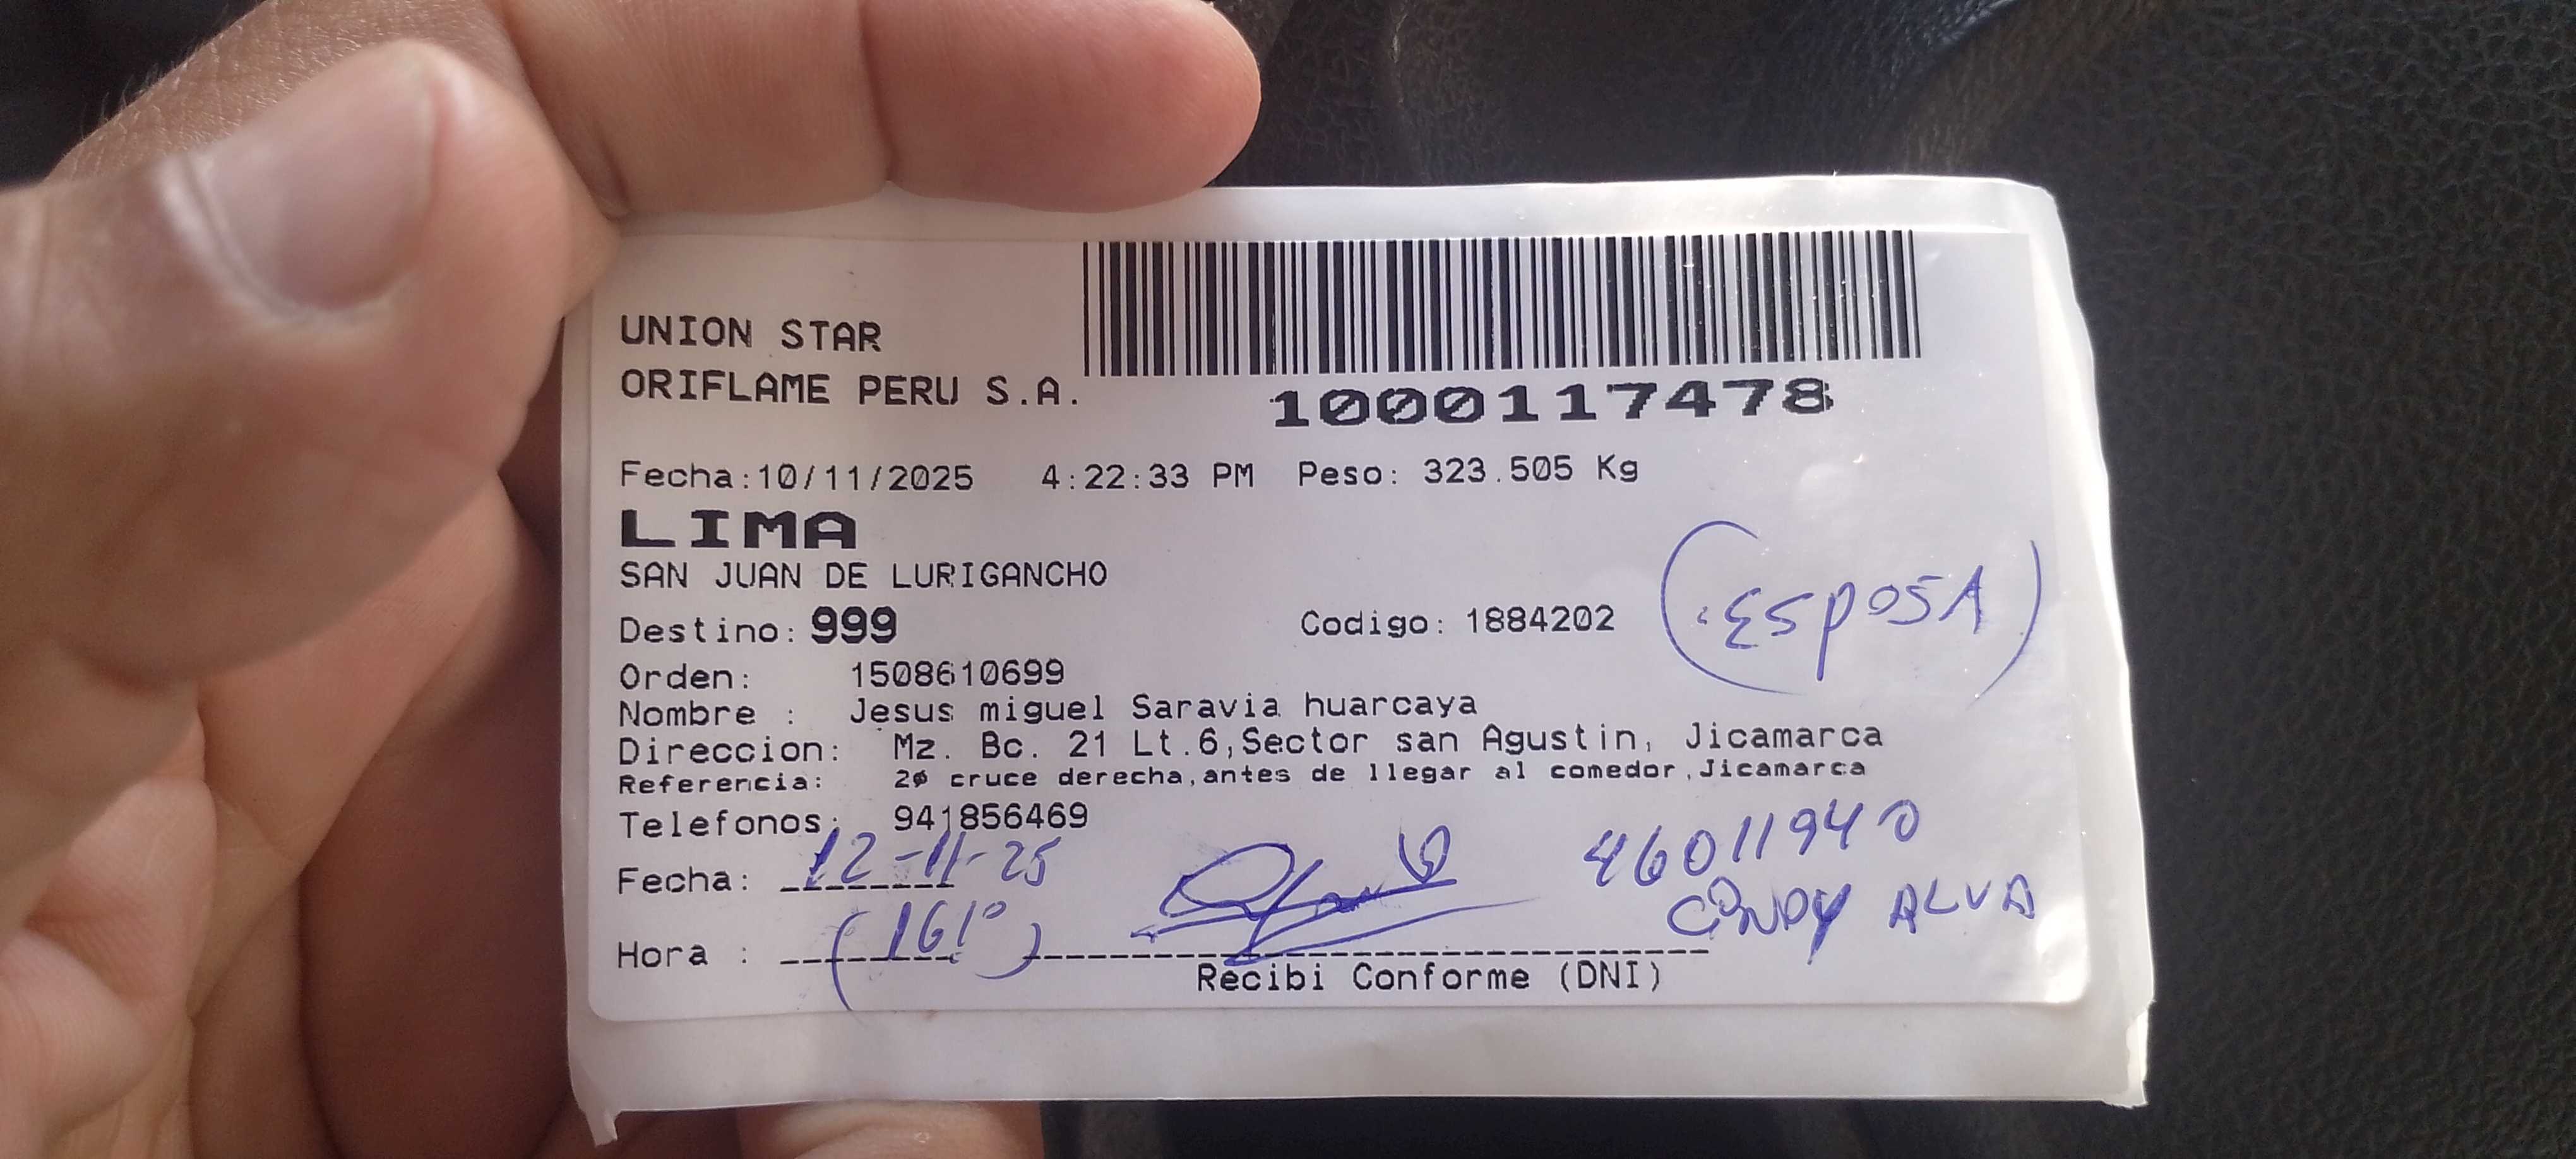 UNION STAR
ORIFLAME PERU S.A.
1000117478
Fecha:10/11/2025 4:22:33 PM Peso: 323.505 Kg
LIMA
SAN JUAN DE LURIGANCHO
Destino: 999 Codigo: 1884202
(ESPOSA)
Orden: 1508610699
Nombre : Jesus miguel Saravia huarcaya
Direccion: Mz. Bc. 21 Lt.6,Sector san Agustin, Jicamarca
Referencia: 2ø cruce derecha,antes de llegar al comedor,Jicamarca
Telefonos: 941856469
46011940
Fecha: 12-11-25
CINDY ALVA
Hora :
Recibi Conforme (DNI)